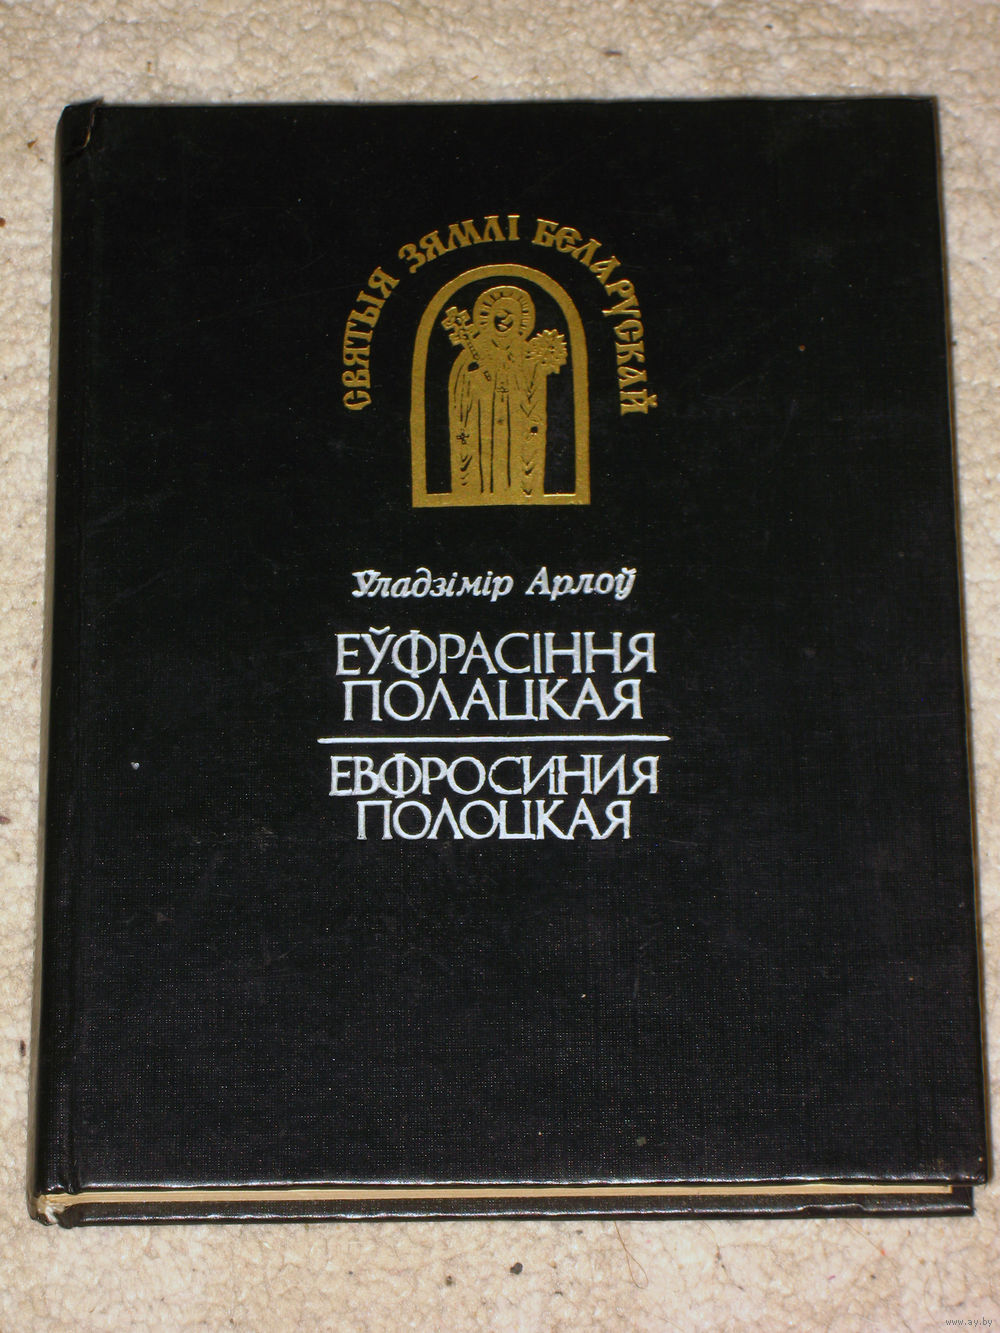 СВЯТЫЯ ЗЯМЛІ БЕЛАРУСКАЙ
Уладзімір Арлоў
ЕЎФРАСІННЯ
ПОЛАЦКАЯ
ЕВФРОСИНИЯ
ПОЛОЦКАЯ
www.ay.by